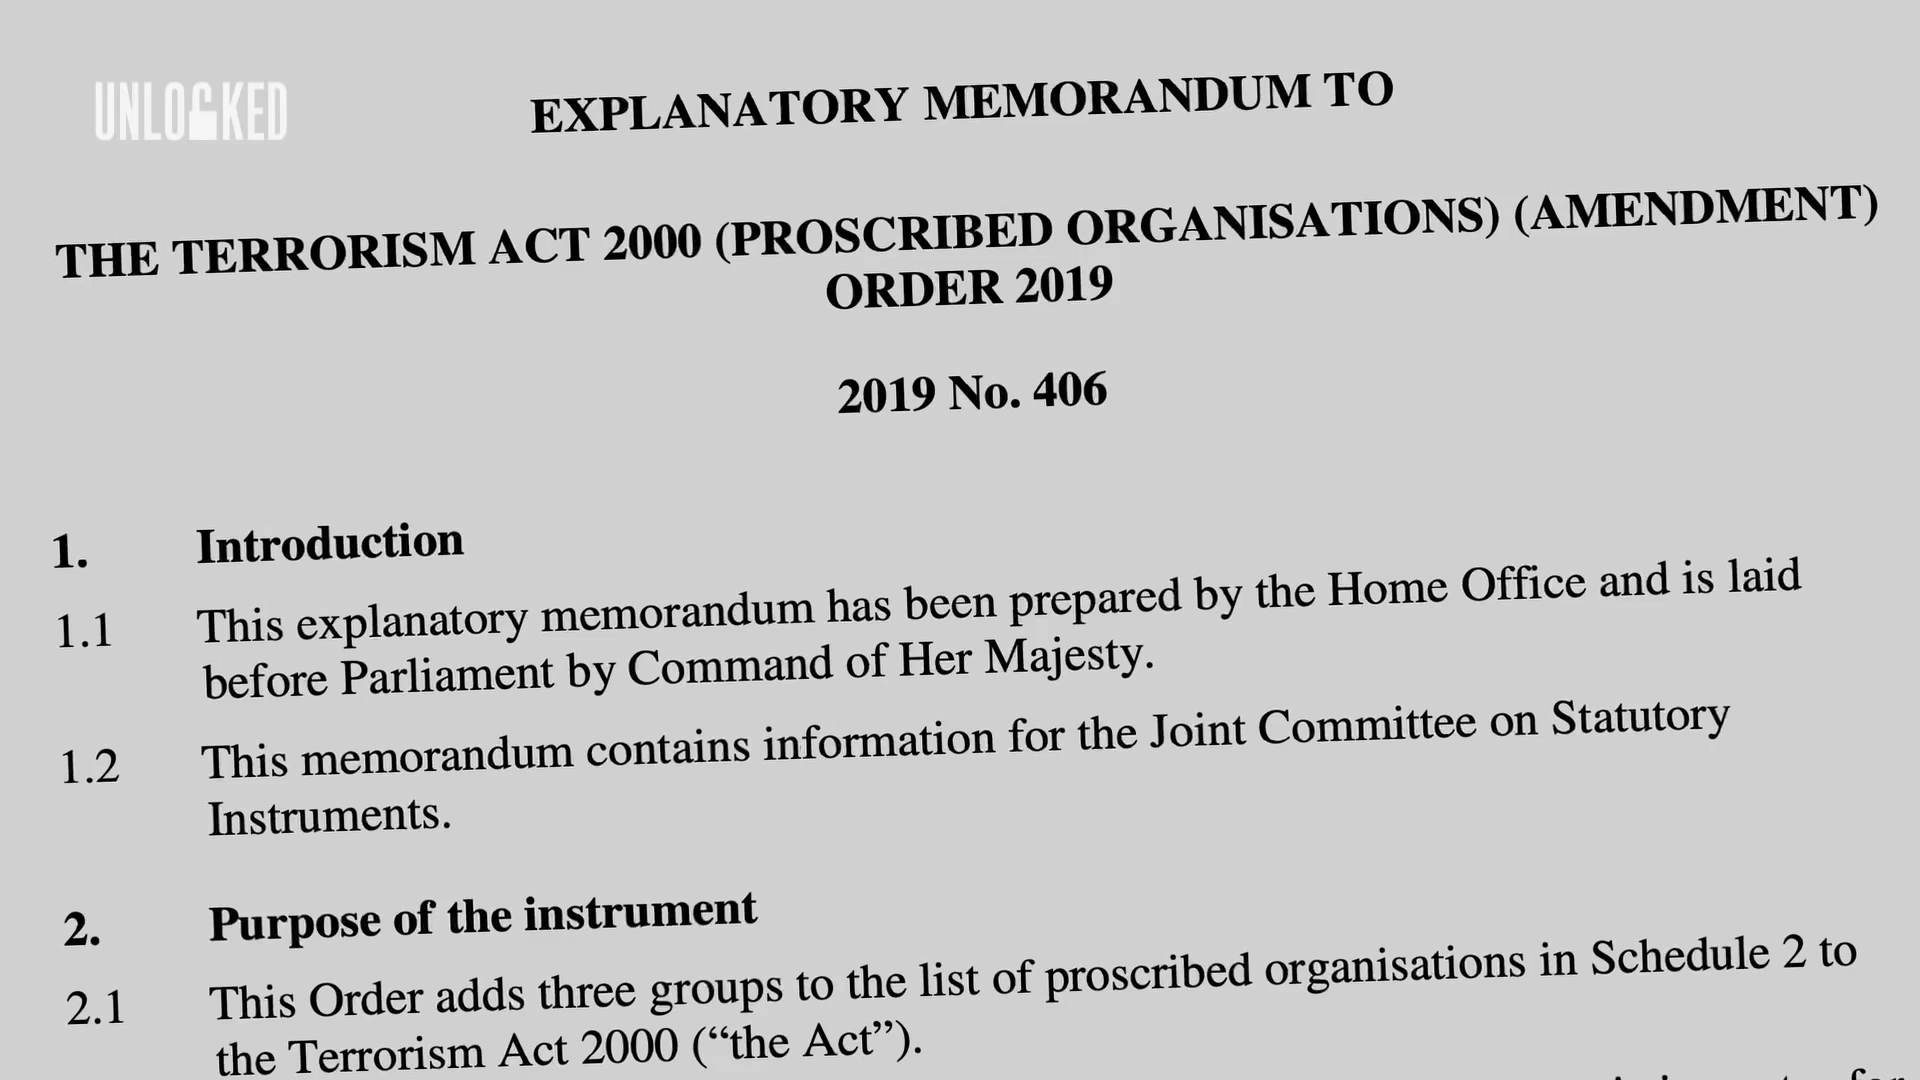 UNLOCKED
EXPLANATORY MEMORANDUM TO
THE TERRORISM ACT 2000 (PROSCRIBED ORGANISATIONS) (AMENDMENT)
ORDER 2019
2019 No. 406
1. Introduction
1.1 This explanatory memorandum has been prepared by the Home Office and is laid
before Parliament by Command of Her Majesty.
1.2 This memorandum contains information for the Joint Committee on Statutory
Instruments.
2. Purpose of the instrument
2.1 This Order adds three groups to the list of proscribed organisations in Schedule 2 to
the Terrorism Act 2000 (“the Act”).